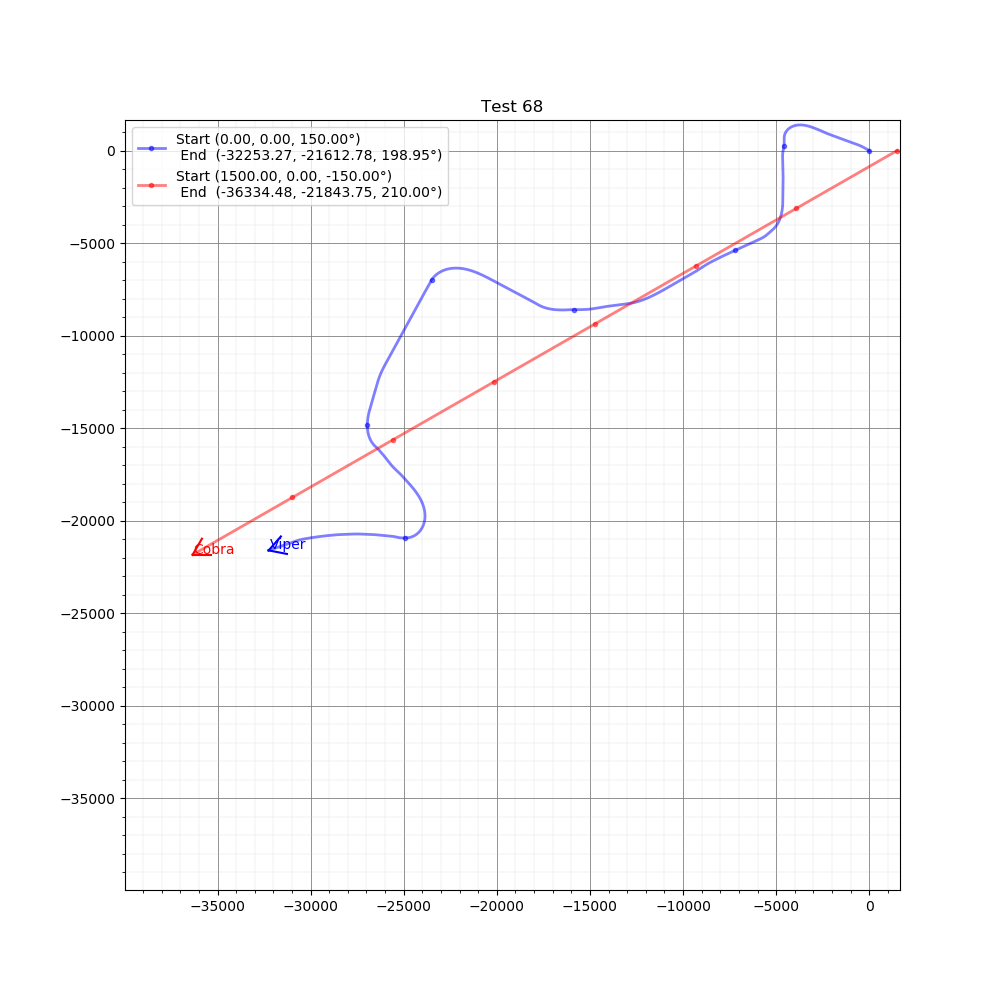 Test 68
Start (0.00, 0.00, 150.00°)
End (-32253.27, -21612.78, 198.95°)
Start (1500.00, 0.00, -150.00°)
End (-36334.48, -21843.75, 210.00°)
0
−5000
−10000
−15000
−20000
−25000
−30000
−35000
Cobra
Viper
−35000 −30000 −25000 −20000 −15000 −10000 −5000 0